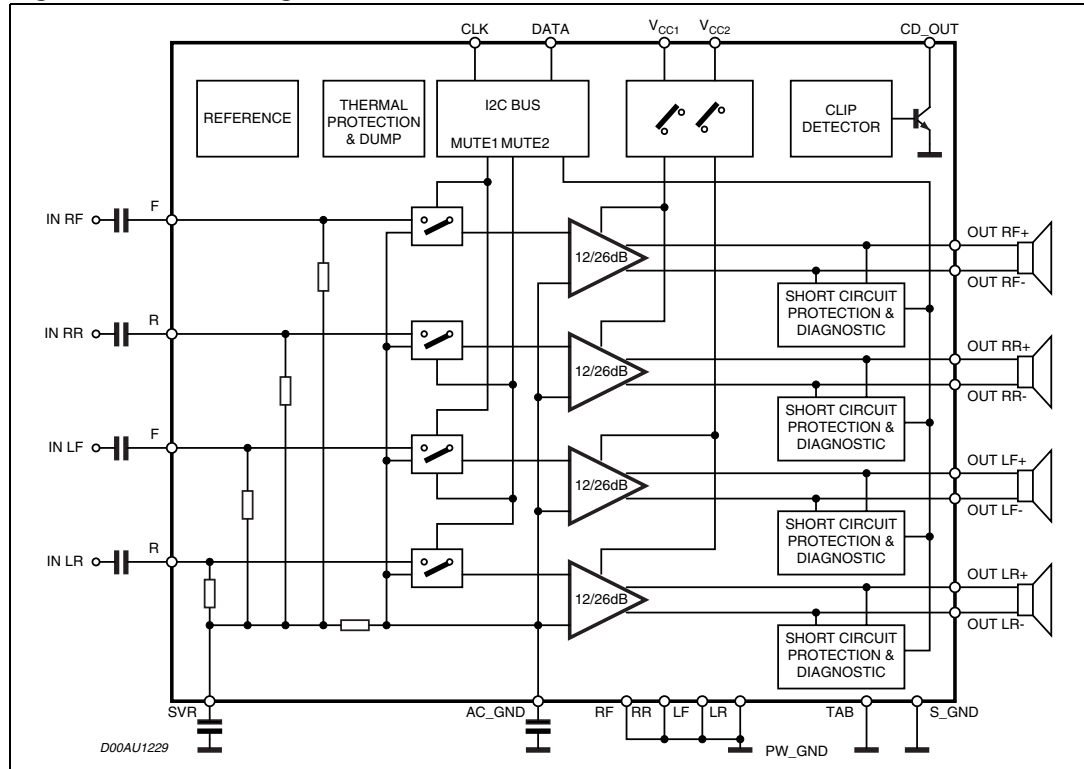 CLK
DATA
VCC1
VCC2
CD_OUT
REFERENCE
THERMAL
PROTECTION
& DUMP
I2C BUS
MUTE1 MUTE2
CLIP
DETECTOR
IN RF
F
12/26dB
OUT RF+
OUT RF-
SHORT CIRCUIT
PROTECTION &
DIAGNOSTIC
IN RR
R
12/26dB
OUT RR+
OUT RR-
SHORT CIRCUIT
PROTECTION &
DIAGNOSTIC
IN LF
F
12/26dB
OUT LF+
OUT LF-
SHORT CIRCUIT
PROTECTION &
DIAGNOSTIC
IN LR
R
12/26dB
OUT LR+
OUT LR-
SHORT CIRCUIT
PROTECTION &
DIAGNOSTIC
SVR
AC_GND
RF
RR
LF
LR
PW_GND
TAB
S_GND
D00AU1229